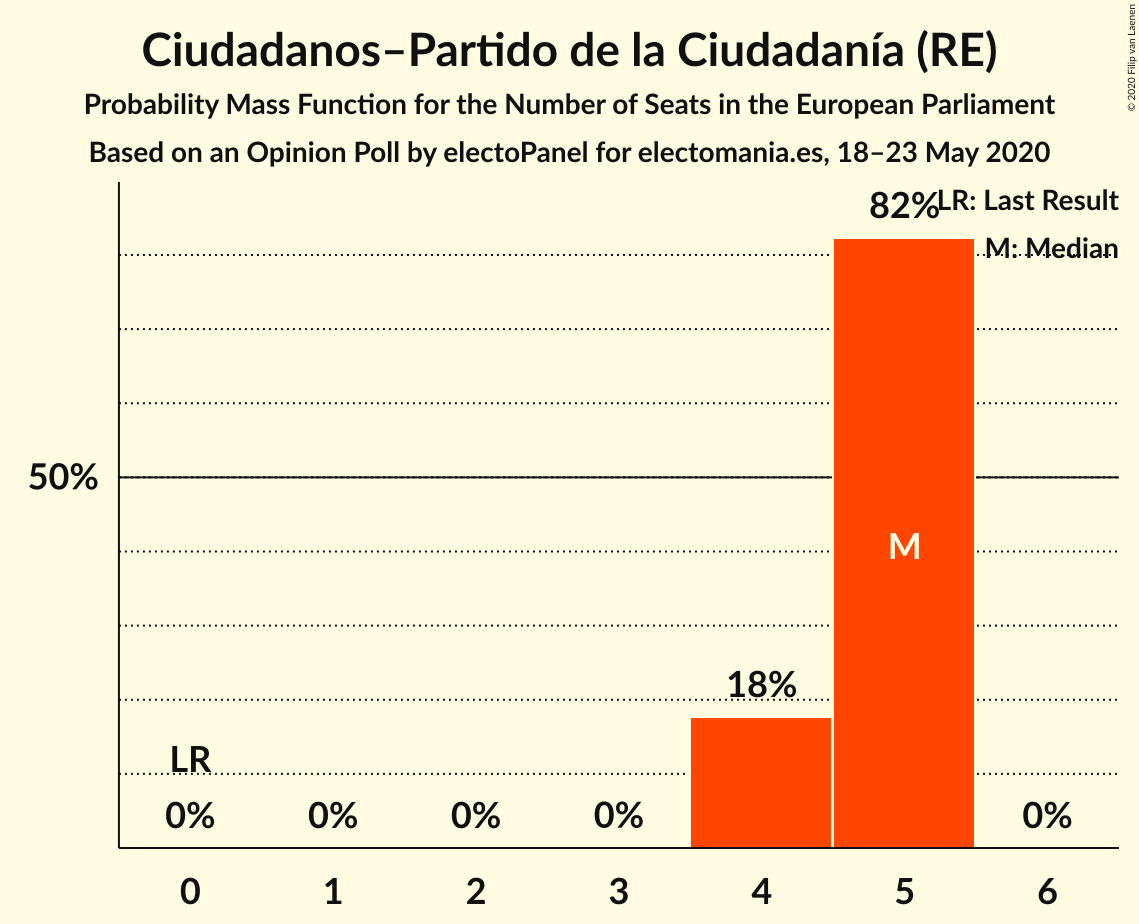 Ciudadanos–Partido de la Ciudadanía (RE)
Probability Mass Function for the Number of Seats in the European Parliament
Based on an Opinion Poll by electoPanel for electomania.es, 18–23 May 2020
© 2020 Filip van Laenen
LR: Last Result
M: Median
82%
50%
M
18%
LR
0% 0% 0% 0% 0%
0 1 2 3 4 5 6